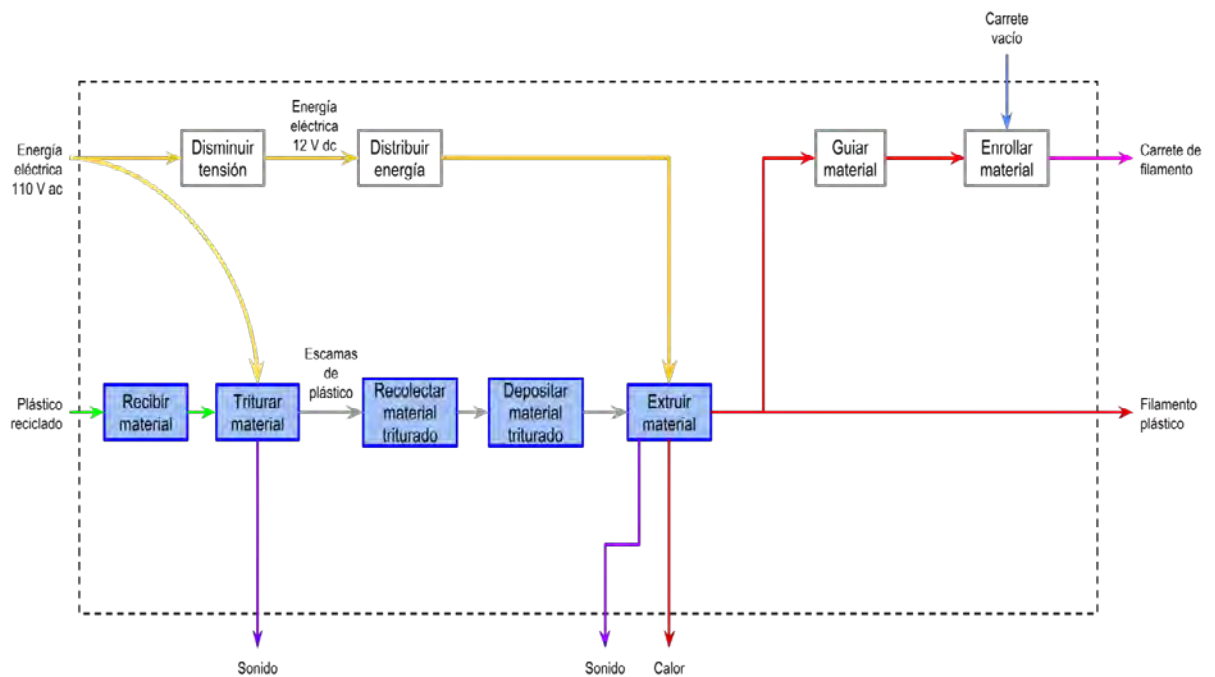 Carrete
vacío
Energía
eléctrica
12 V dc
Energía
eléctrica
110 V ac
Disminuir
tensión
Distribuir
energía
Guiar
material
Enrollar
material
Carrete de
filamento
Escamas
de
plástico
Plástico
reciclado
Recibir
material
Triturar
material
Recolectar
material
triturado
Depositar
material
triturado
Extruir
material
Filamento
plástico
Sonido
Sonido
Calor